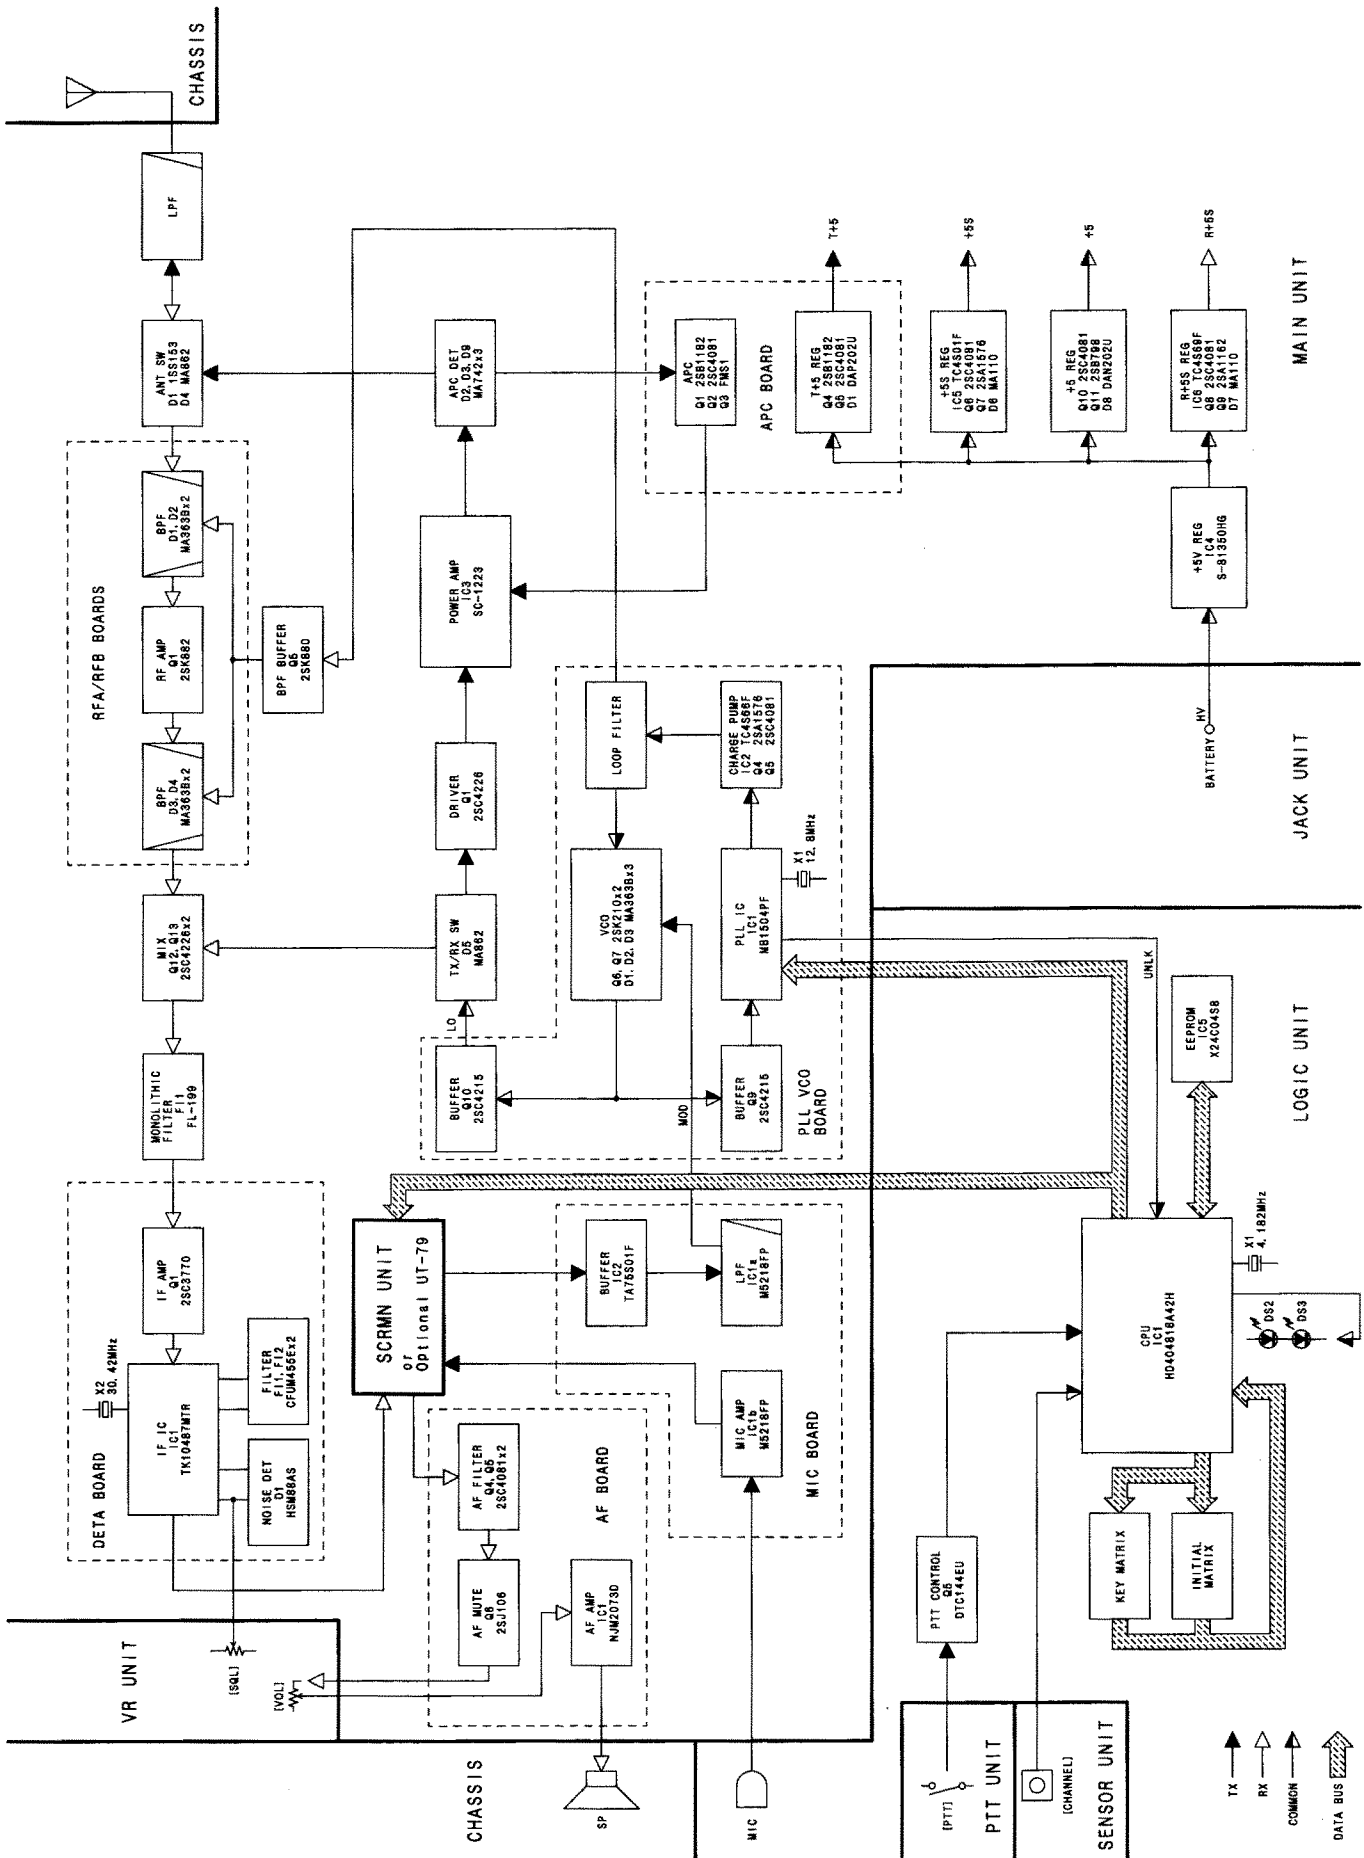 CHASSIS
LPF
ANT SW
D1 1SS153
D4 MA862
RFA/RFB BOARDS
BPF
D1, D2
MA363Bx2
RF AMP
Q1
2SK882
BPF
D3, D4
MA363Bx2
BPF BUFFER
Q5
2SK880
MIX
Q12, Q13
2SC4226x2
MONOLITHIC
FILTER
FI1
FL-199
DETA BOARD
IF AMP
Q1
2SC3770
X2
30.42MHz
IF IC
IC1
TK10487MTR
FILTER
FI1, FI2
CFUM455Ex2
NOISE DET
D1
HSM88AS
VR UNIT
[SQL]
[VOL]
APC DET
D2, D3, D9
MA742x3
POWER AMP
IC3
SC-1223
DRIVER
Q1
2SC4226
TX/RX SW
D5
MA862
LO
BUFFER
Q10
2SC4215
LOOP FILTER
VCO
Q6, Q7 2SK210x2
D1, D2, D3 MA363Bx3
CHARGE PUMP
IC2 TC4S66F
Q4 2SA1576
Q5 2SC4081
PLL IC
IC1
MB1504PF
X1
12.8MHz
BUFFER
Q9
2SC4215
PLL VCO
BOARD
MOD
UNLK
APC
Q1 2SB1182
Q2 2SC4081
Q3 FMS1
APC BOARD
T+5 REG
Q4 2SB1182
Q5 2SC4081
D1 DAP202U
T+5
+5S REG
IC5 TC4S01F
Q6 2SC4081
Q7 2SA1576
D6 MA110
+5S
+5 REG
Q10 2SC4081
Q11 2SB798
D8 DAN202U
+5
R+5S REG
IC6 TC4S69F
Q8 2SC4081
Q9 2SA1162
D7 MA110
R+5S
MAIN UNIT
+5V REG
IC4
S-81350HG
JACK UNIT
BATTERY
HV
SCRMN UNIT
or
Optional UT-79
BUFFER
IC2
TA75S01F
LPF
IC1a
M5218FP
MIC AMP
IC1b
M5218FP
MIC BOARD
AF FILTER
Q4, Q5
2SC4081x2
AF BOARD
AF MUTE
Q6
2SJ106
AF AMP
IC1
NJM2073D
CHASSIS
SP
MIC
LOGIC UNIT
EEPROM
IC5
X24C04S8
CPU
IC1
HD404818A42H
X1
4.182MHz
DS2
DS3
KEY MATRIX
INITIAL
MATRIX
PTT CONTROL
Q5
DTC144EU
[PTT]
PTT UNIT
[CHANNEL]
SENSOR UNIT
TX
RX
COMMON
DATA BUS